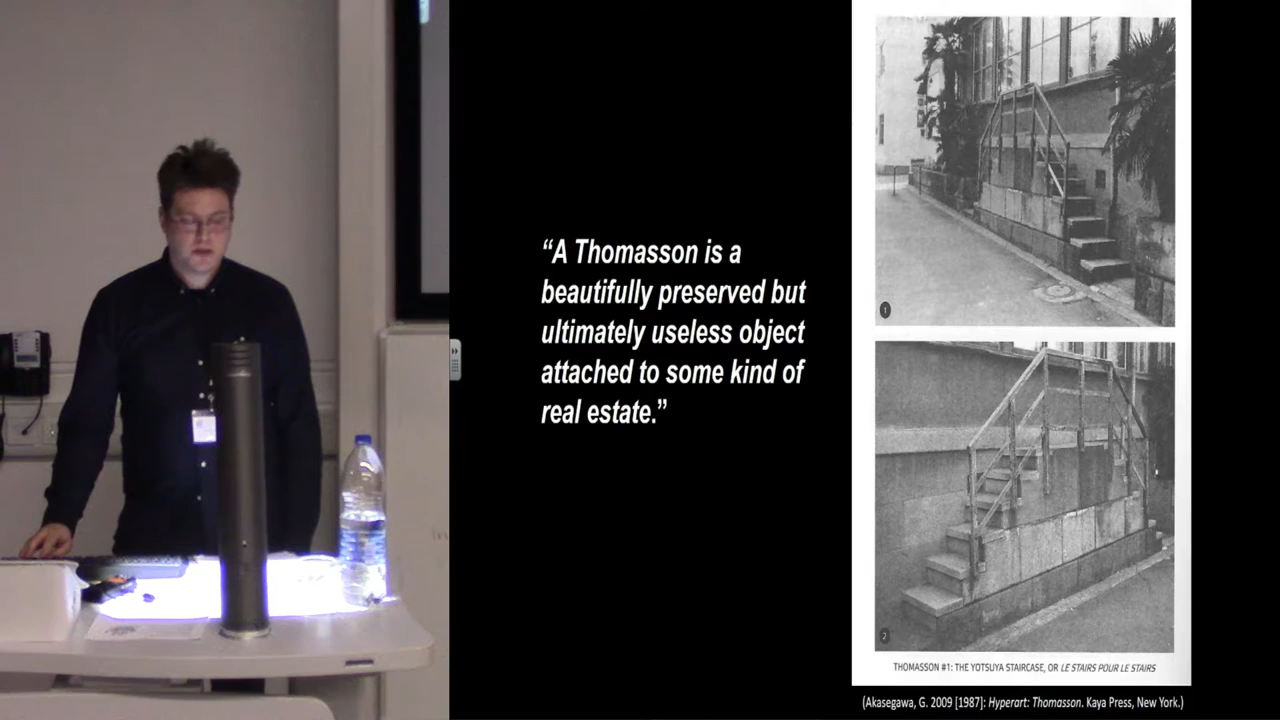 “A Thomasson is a
beautifully preserved but
ultimately useless object
attached to some kind of
real estate.”
1
2
THOMASSON #1: THE YOTSUYA STAIRCASE, OR LE STAIRS POUR LE STAIRS
(Akasegawa, G. 2009 [1987]: Hyperart: Thomasson. Kaya Press, New York.)